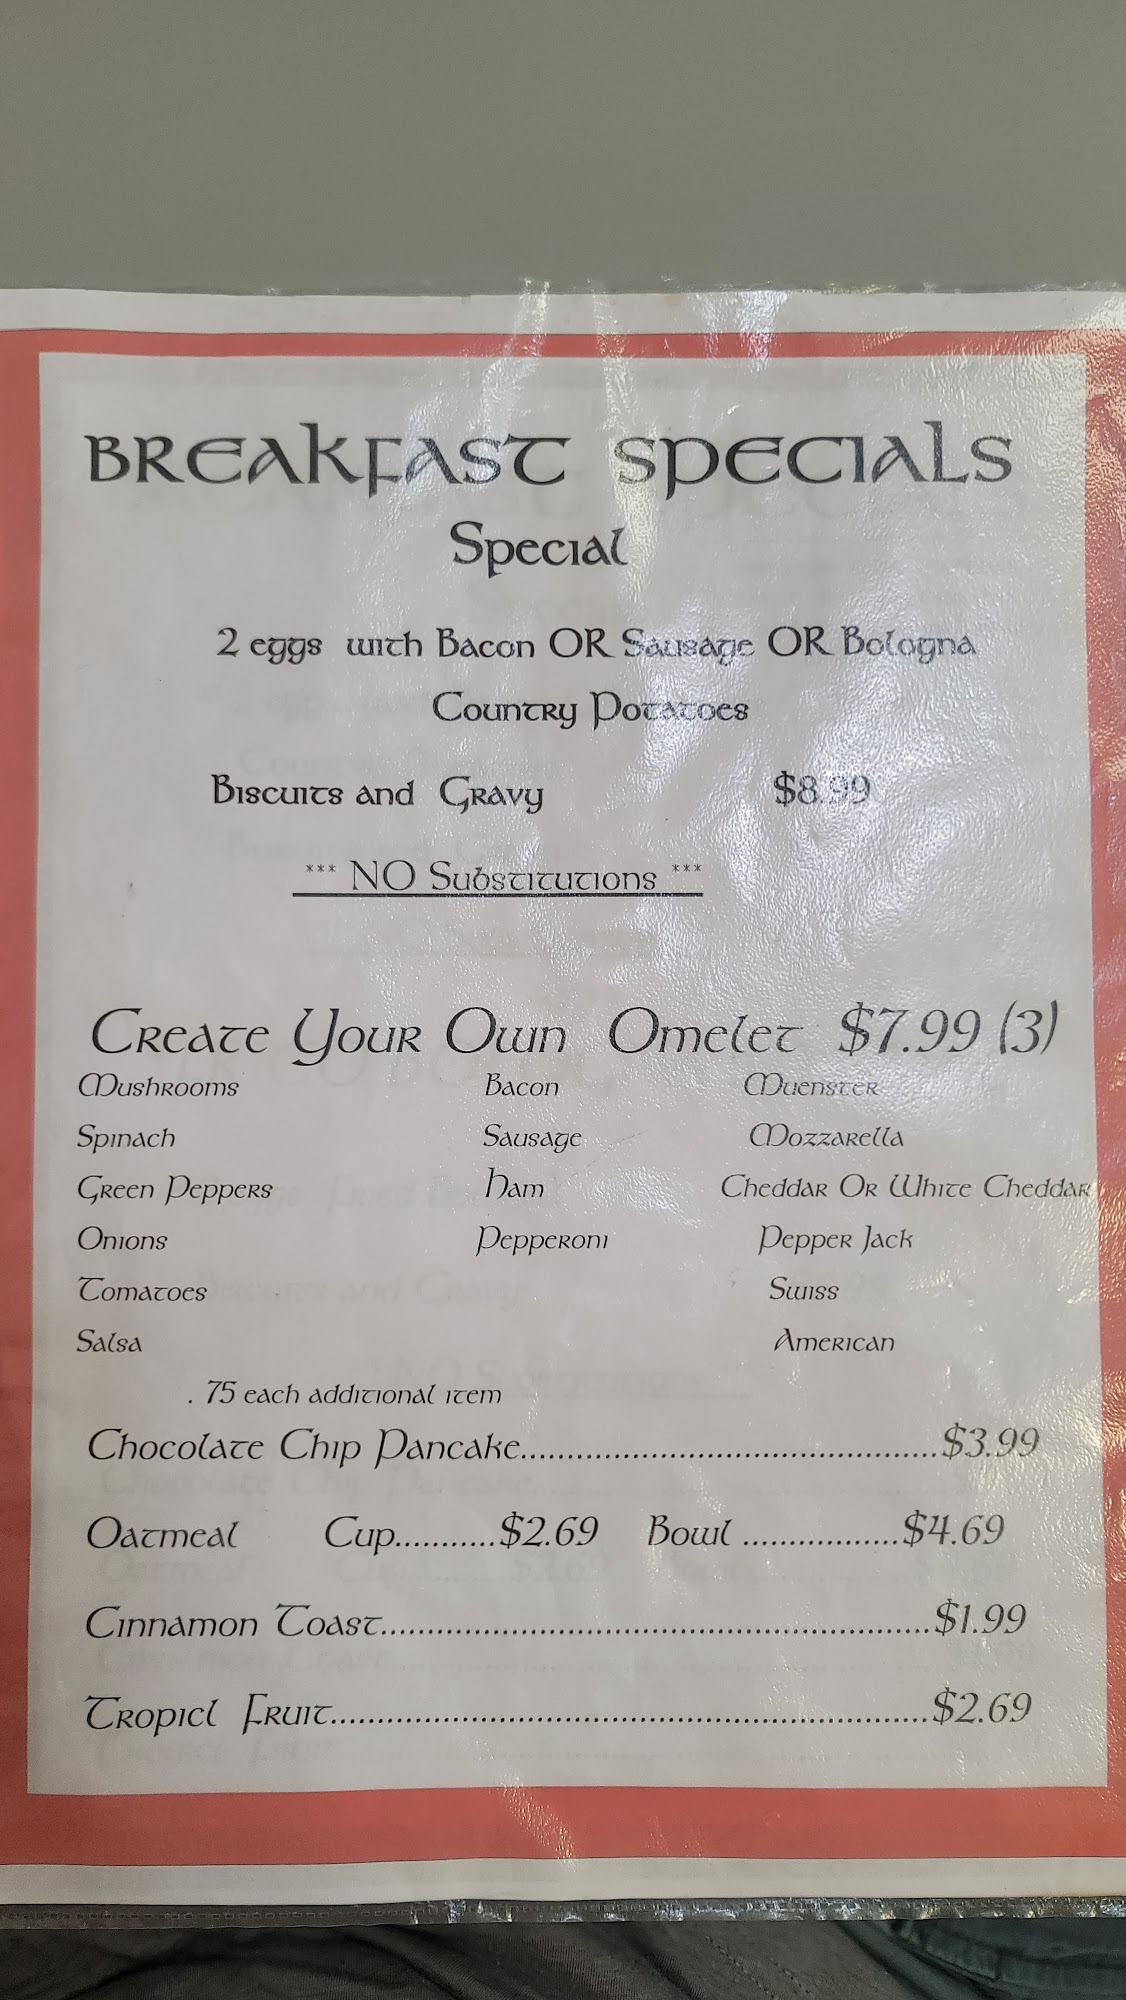 BREAKFAST SPECIALS
Special
2 eggs with Bacon OR Sausage OR Bologna
Country Potatoes
Biscuits and Gravy $8.99
*** NO Substitutions ***
Create Your Own Omelet $7.99 (3)
Mushrooms Bacon Muenster
Spinach Sausage Mozzarella
Green Peppers Ham Cheddar Or White Cheddar
Onions Pepperoni Pepper Jack
Tomatoes Swiss
Salsa American
. 75 each additional item
Chocolate Chip Pancake..................................................$3.99
Oatmeal Cup............$2.69 Bowl ..................$4.69
Cinnamon Toast..................................................................$1.99
Tropicl Fruit........................................................................$2.69